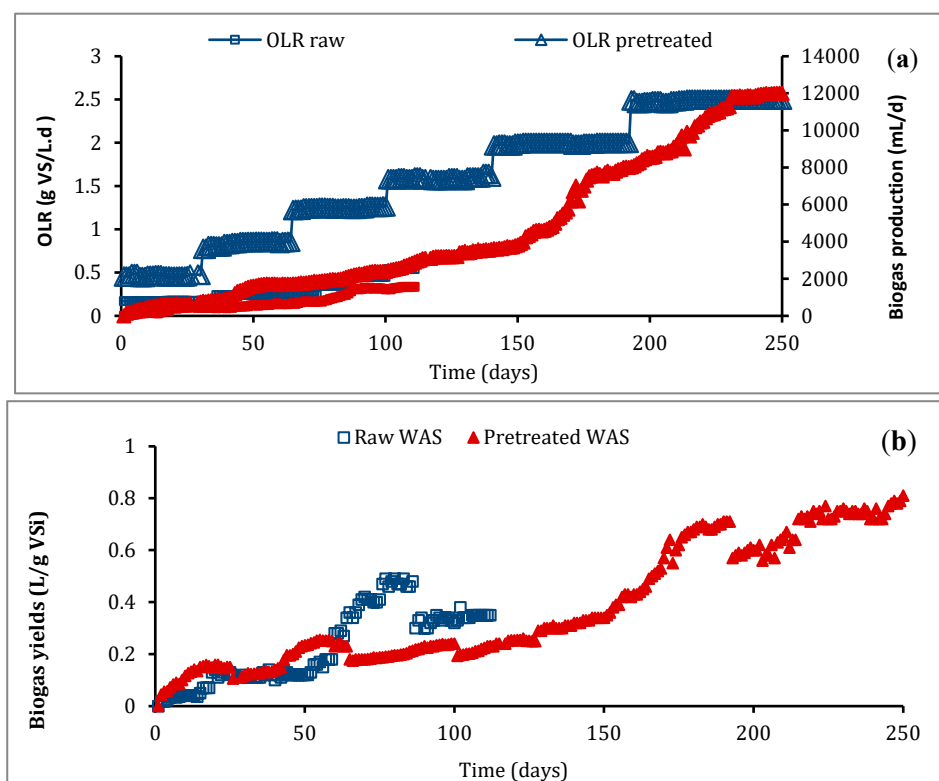 OLR raw OLR pretreated
(a)
OLR (g VS/L.d )
3
2.5
2
1.5
1
0.5
0
14000
12000
10000
8000
6000
4000
2000
0
Biogas production (mL/d)
0 50 100 150 200 250
Time (days)
Raw WAS Pretreated WAS
(b)
Biogas yields (L/g VSi)
1
0.8
0.6
0.4
0.2
0
0 50 100 150 200 250
Time (days)